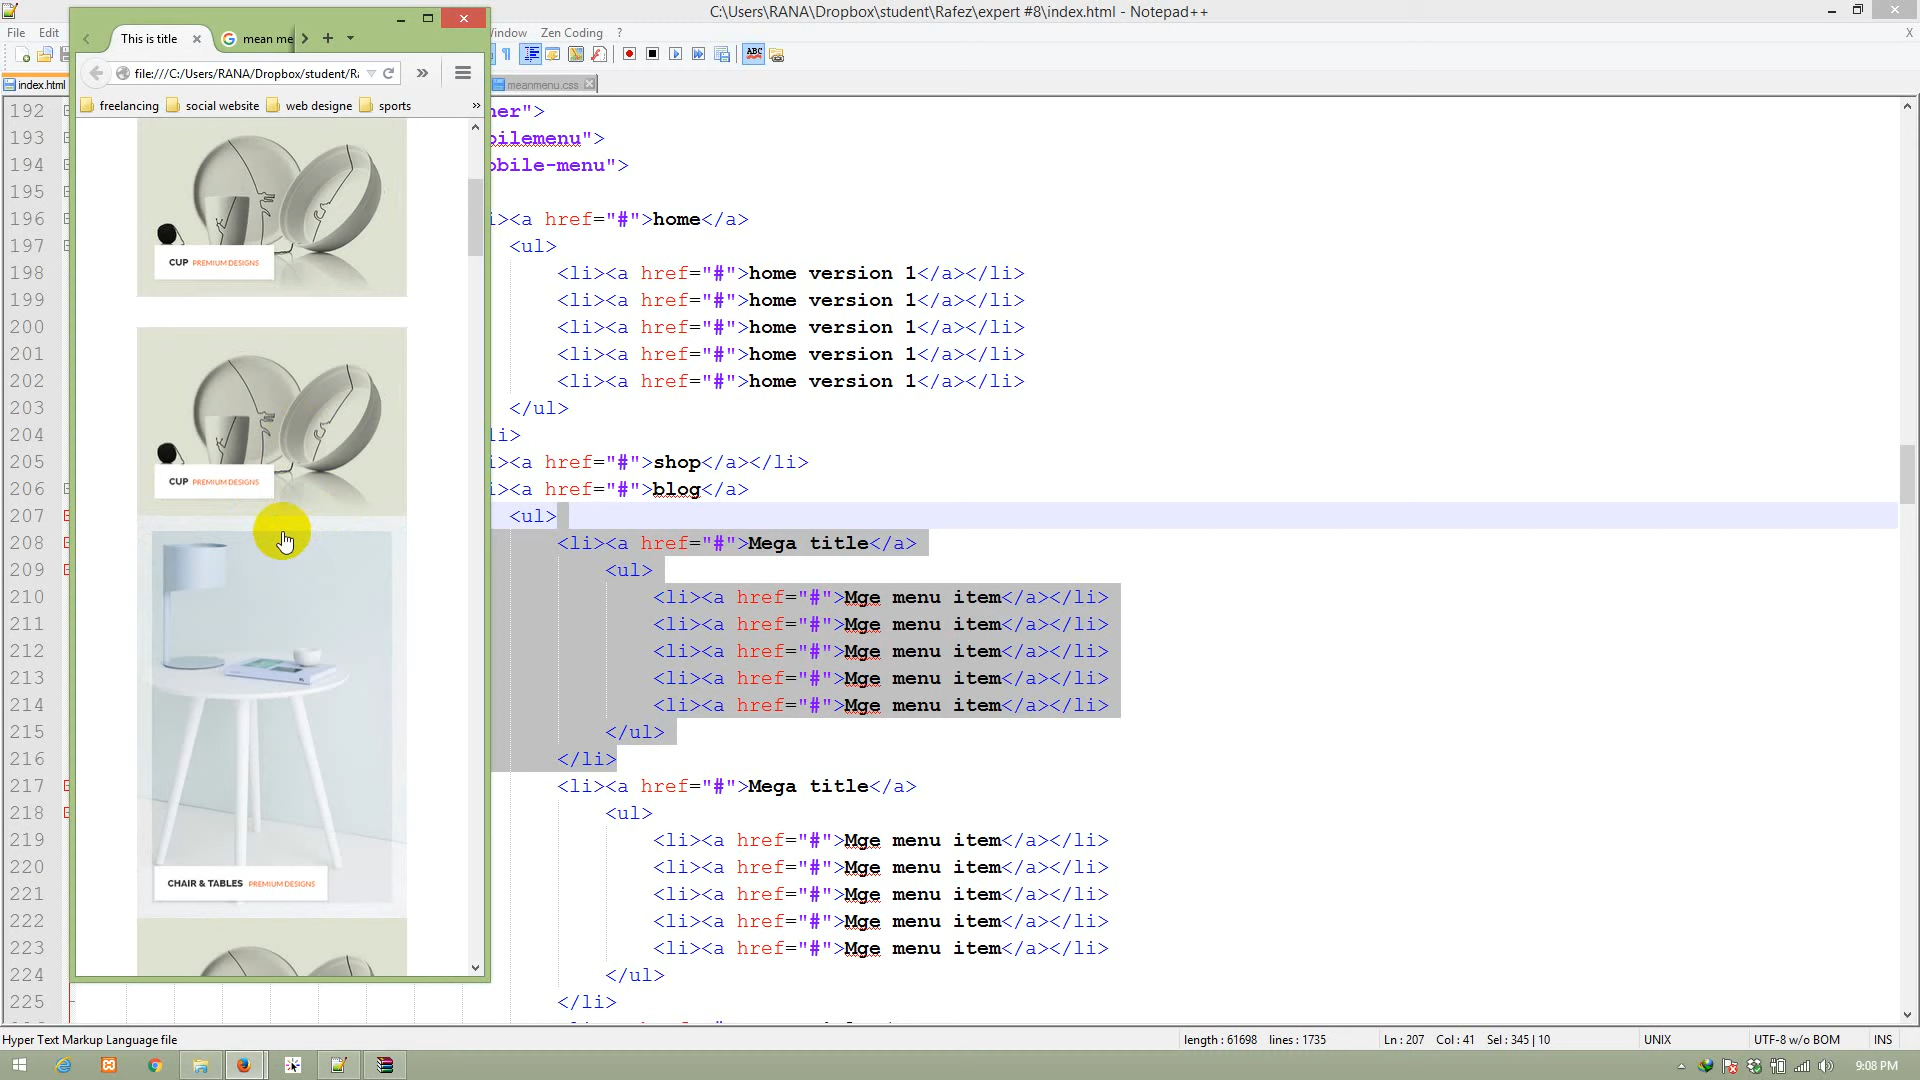 C:\Users\RANA\Dropbox\student\Rafez\expert #8\index.html - Notepad++
File Edit
indow Zen Coding ?
X
This is title
mean me
file:///C:/Users/RANA/Dropbox/student/R
freelancing social website web designe sports
index.html
meanmenu.css
ABC
CUP PREMIUM DESIGNS
CUP PREMIUM DESIGNS
CHAIR & TABLES PREMIUM DESIGNS
192 ner">
193 bilemenu">
194 obile-menu">
195
196 i><a href="#">home</a>
197 <ul>
198 <li><a href="#">home version 1</a></li>
199 <li><a href="#">home version 1</a></li>
200 <li><a href="#">home version 1</a></li>
201 <li><a href="#">home version 1</a></li>
202 <li><a href="#">home version 1</a></li>
203 </ul>
204 li>
205 i><a href="#">shop</a></li>
206 i><a href="#">blog</a>
207 <ul>
208 <li><a href="#">Mega title</a>
209 <ul>
210 <li><a href="#">Mge menu item</a></li>
211 <li><a href="#">Mge menu item</a></li>
212 <li><a href="#">Mge menu item</a></li>
213 <li><a href="#">Mge menu item</a></li>
214 <li><a href="#">Mge menu item</a></li>
215 </ul>
216 </li>
217 <li><a href="#">Mega title</a>
218 <ul>
219 <li><a href="#">Mge menu item</a></li>
220 <li><a href="#">Mge menu item</a></li>
221 <li><a href="#">Mge menu item</a></li>
222 <li><a href="#">Mge menu item</a></li>
223 <li><a href="#">Mge menu item</a></li>
224 </ul>
225 </li>
Hyper Text Markup Language file length : 61698 lines : 1735 Ln : 207 Col : 41 Sel : 345 | 10 UNIX UTF-8 w/o BOM INS
9:08 PM